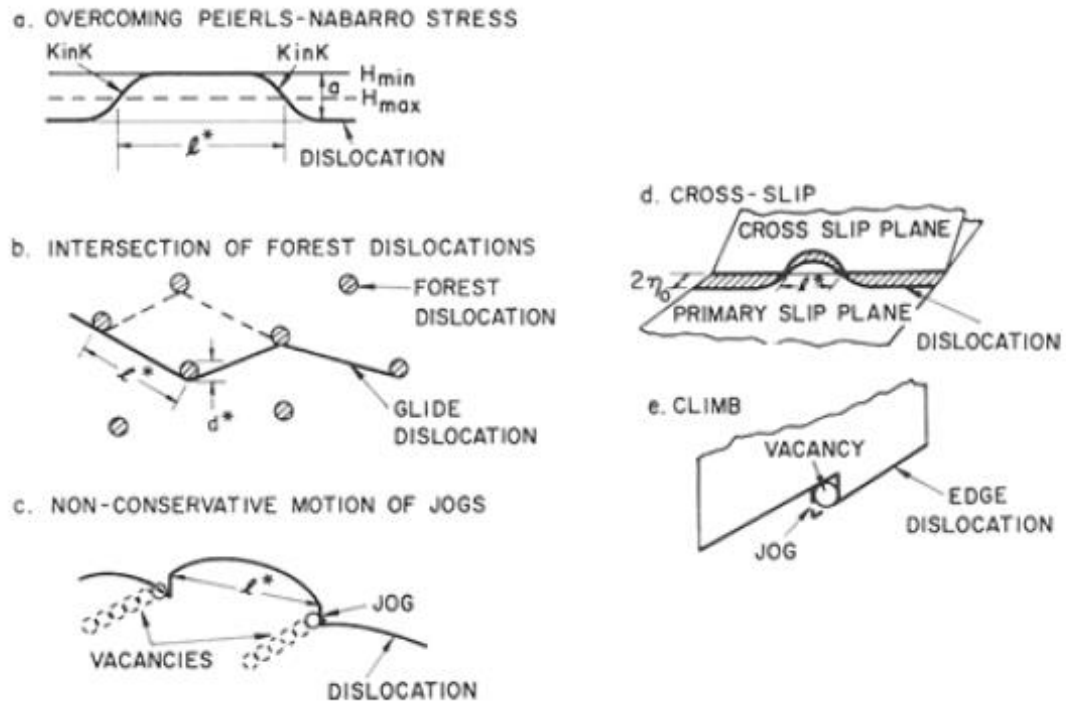 a. OVERCOMING PEIERLS-NABARRO STRESS
KinK
KinK
Hmin
a
Hmax
ℓ*
DISLOCATION
b. INTERSECTION OF FOREST DISLOCATIONS
FOREST
DISLOCATION
ℓ*
d*
GLIDE
DISLOCATION
c. NON-CONSERVATIVE MOTION OF JOGS
ℓ*
JOG
VACANCIES
DISLOCATION
d. CROSS-SLIP
CROSS SLIP PLANE
2η₀
ℓ*
PRIMARY SLIP PLANE
DISLOCATION
e. CLIMB
VACANCY
EDGE
DISLOCATION
JOG